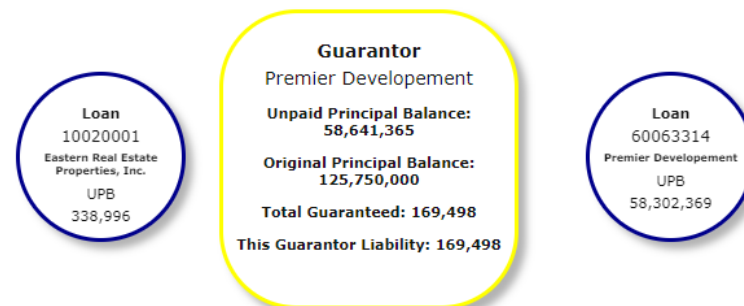 Loan
10020001
Eastern Real Estate
Properties, Inc.
UPB
338,996
Guarantor
Premier Developement
Unpaid Principal Balance:
58,641,365
Original Principal Balance:
125,750,000
Total Guaranteed: 169,498
This Guarantor Liability: 169,498
Loan
60063314
Premier Developement
UPB
58,302,369